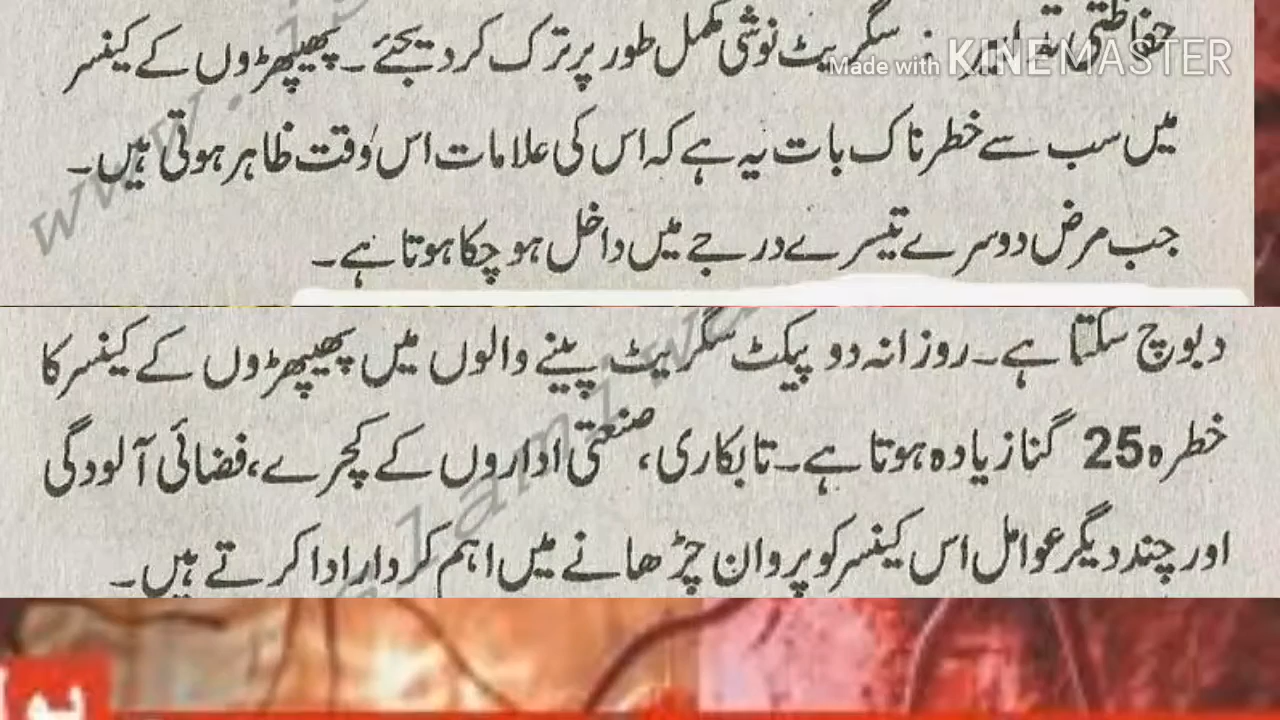 حفاظتی تدابیر: سگریٹ نوشی مکمل طور پر ترک کر دیجئے۔ پھیپھڑوں کے کینسر
Made with KINEMASTER
میں سب سے خطرناک بات یہ ہے کہ اس کی علامات اس وقت ظاہر ہوتی ہیں۔
جب مرض دوسرے تیسرے درجے میں داخل ہو چکا ہوتا ہے۔
دبوچ سکتا ہے۔ روزانہ دو پیکٹ سگریٹ پینے والوں میں پھیپھڑوں کے کینسر کا
خطرہ 25 گنا زیادہ ہوتا ہے۔ تابکاری، صنعتی اداروں کے کچرے، فضائی آلودگی
اور چند دیگر عوامل اس کینسر کو پروان چڑھانے میں اہم کردار ادا کرتے ہیں۔